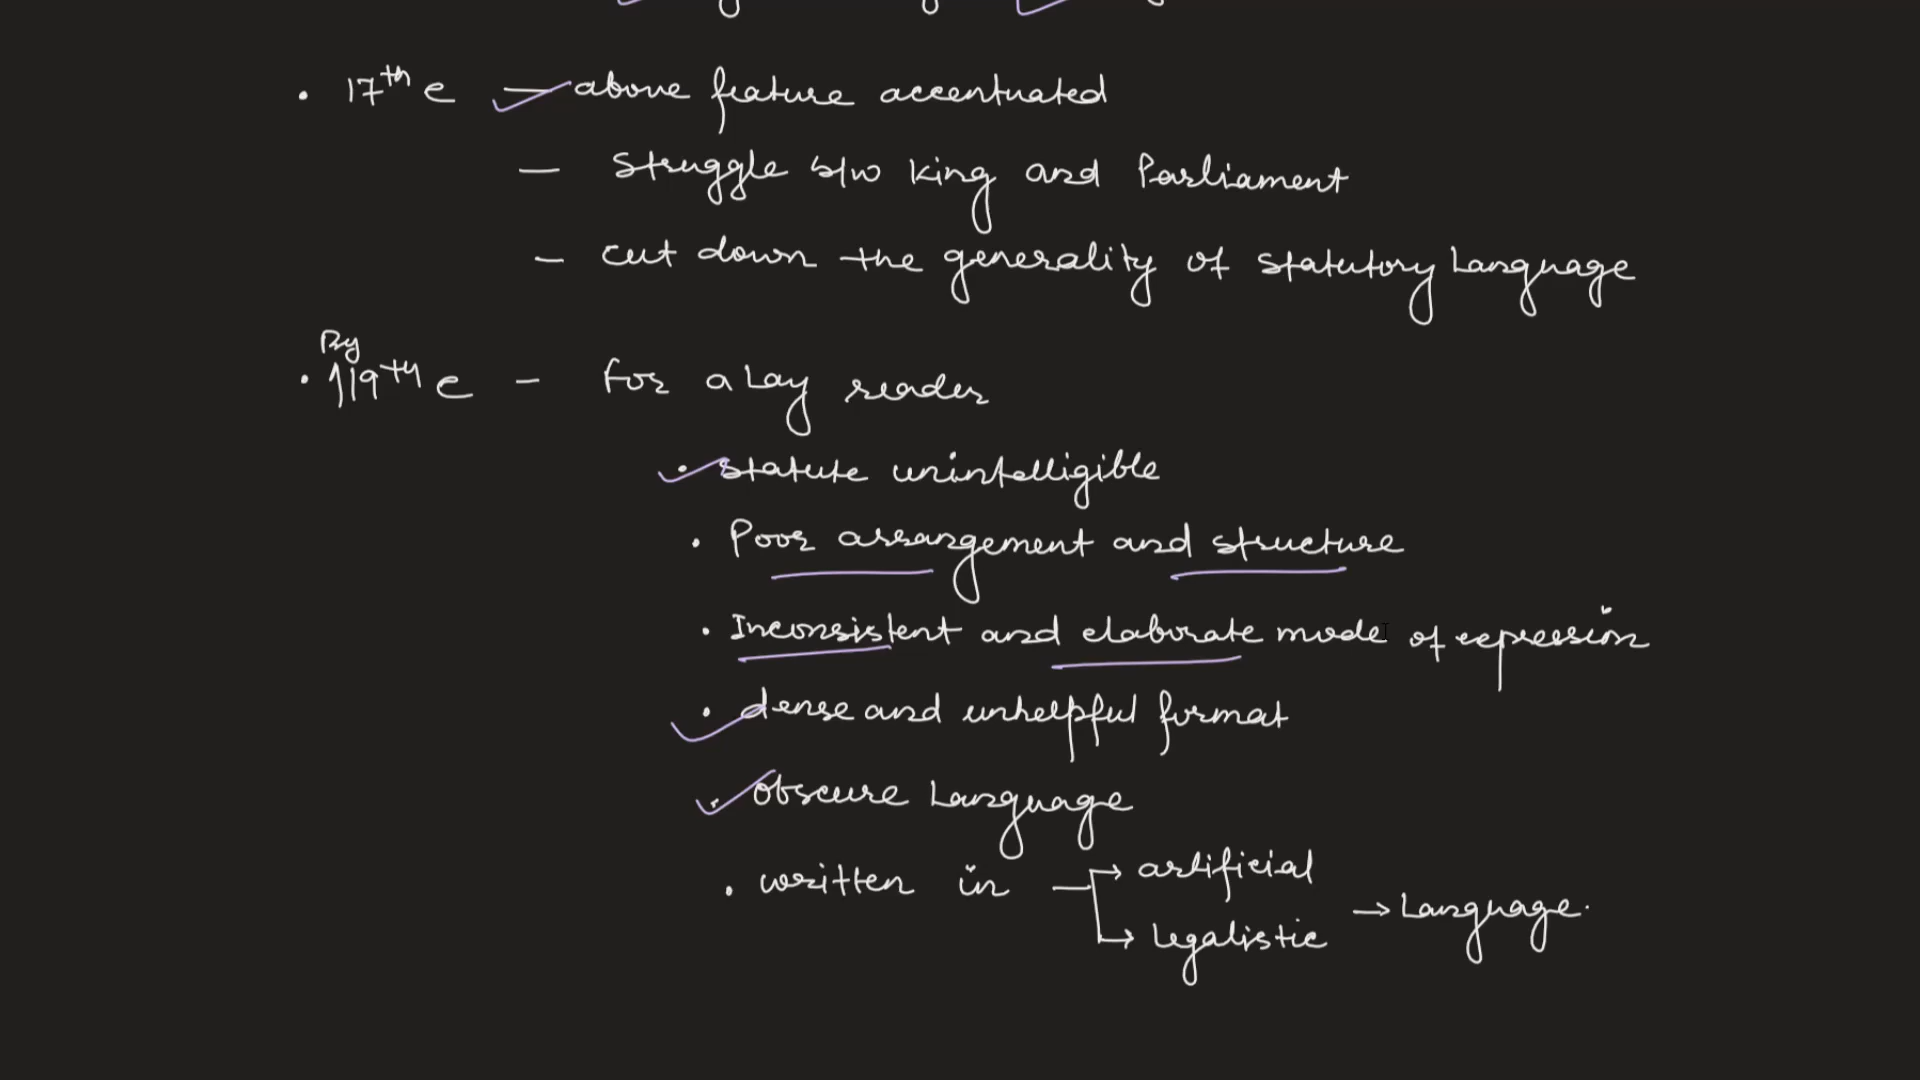 • 17th c — above feature accentuated
— Struggle b/w King and Parliament
— cut down the generality of statutory Language
By
• 19th c — for a lay reader
• statute unintelligible
• Poor arrangement and structure
• Inconsistent and elaborate mode of expression
• dense and unhelpful format
• obscure Language
• written in → artificial
→ legalistic → Language.